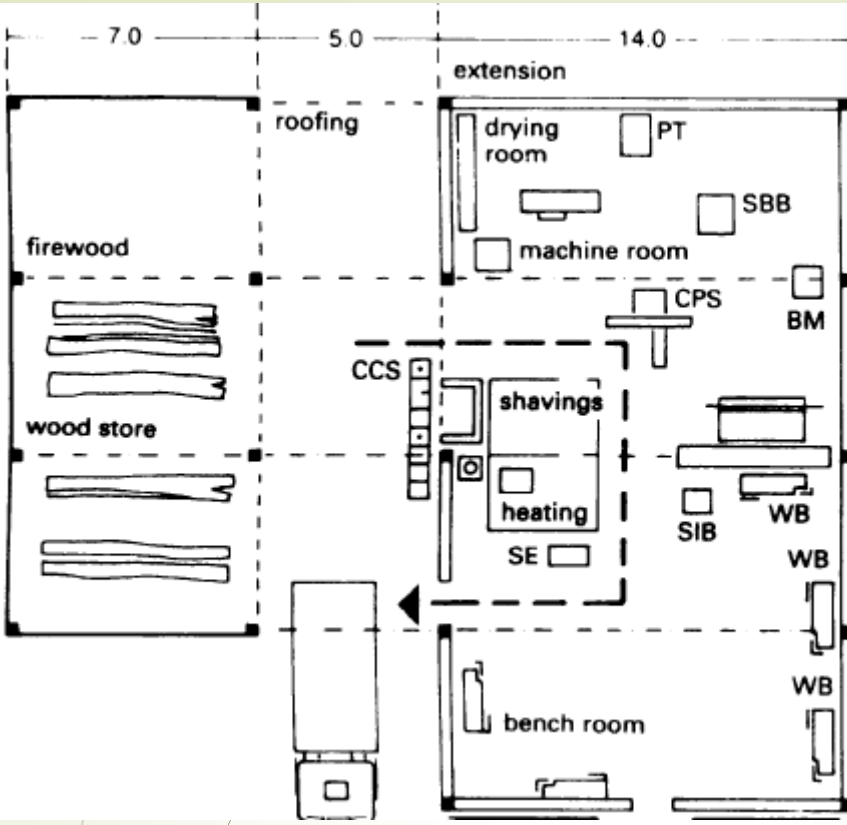 7.0
5.0
14.0
extension
roofing
drying
room
PT
SBB
firewood
machine room
CPS
BM
CCS
shavings
wood store
heating
SIB
WB
SE
WB
WB
bench room